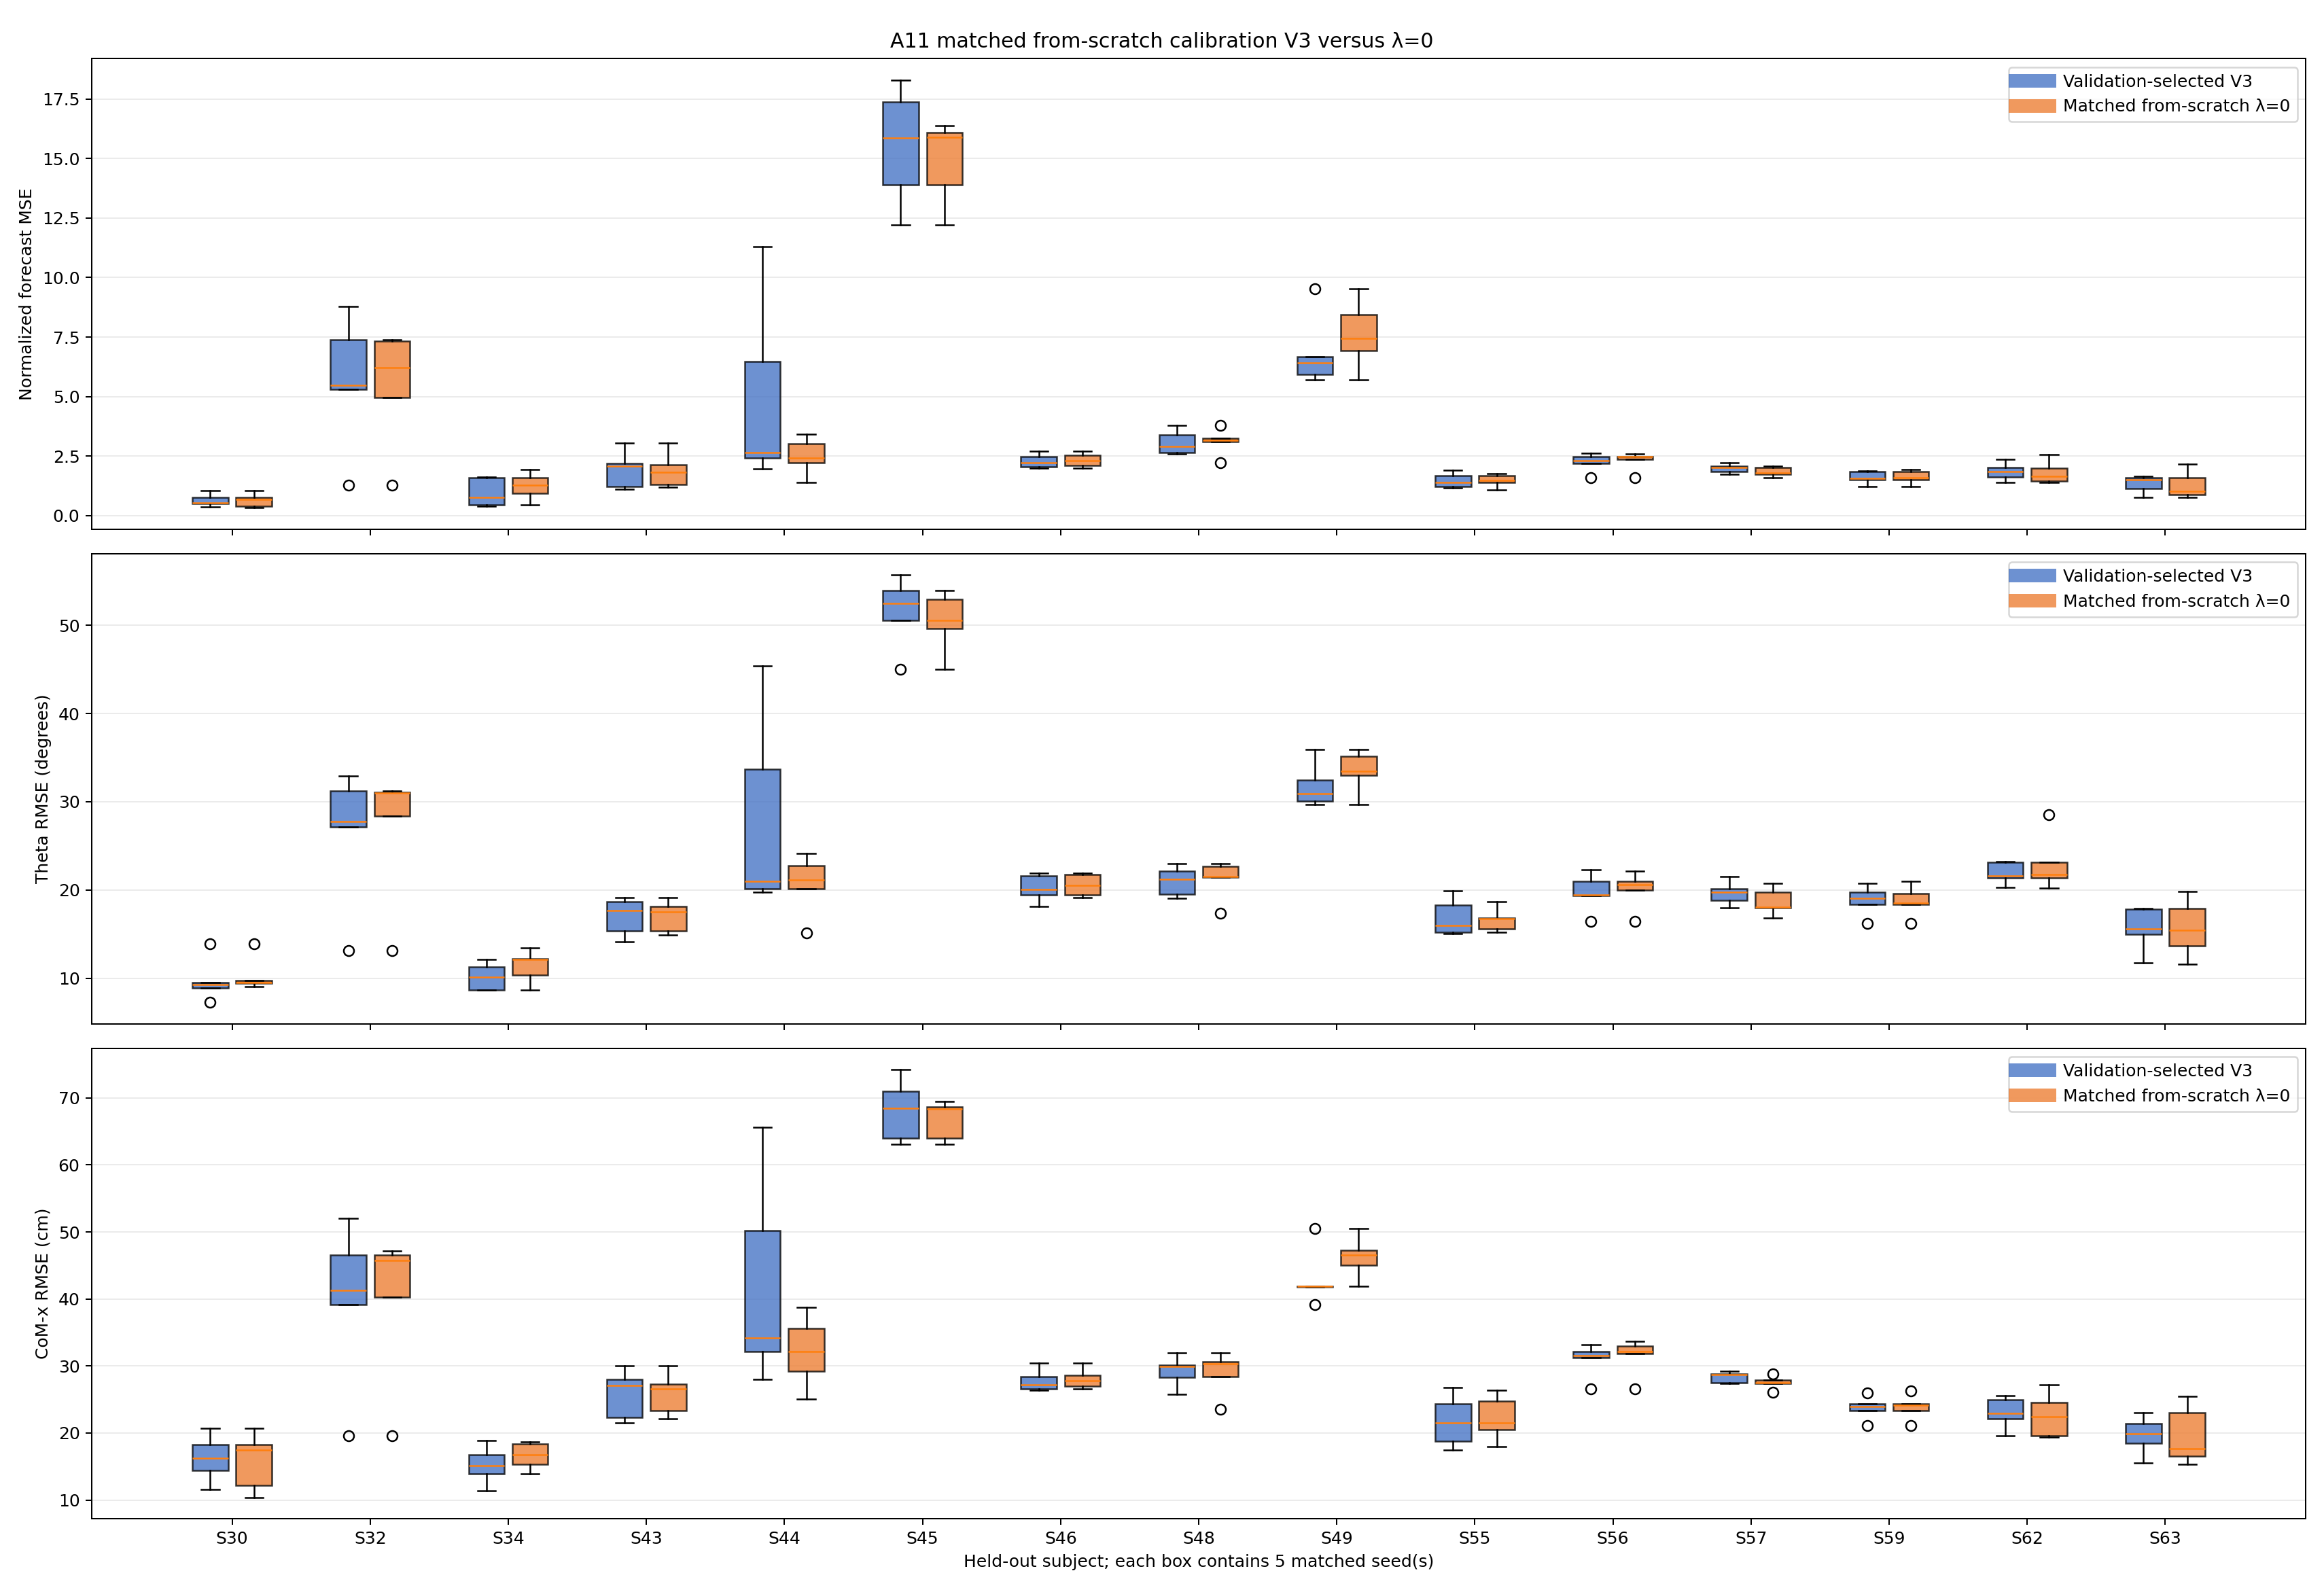 A11 matched from-scratch calibration V3 versus λ=0
Normalized forecast MSE
17.5
15.0
12.5
10.0
7.5
5.0
2.5
0.0
Validation-selected V3
Matched from-scratch λ=0
Theta RMSE (degrees)
50
40
30
20
10
Validation-selected V3
Matched from-scratch λ=0
CoM-x RMSE (cm)
70
60
50
40
30
20
10
Validation-selected V3
Matched from-scratch λ=0
S30 S32 S34 S43 S44 S45 S46 S48 S49 S55 S56 S57 S59 S62 S63
Held-out subject; each box contains 5 matched seed(s)